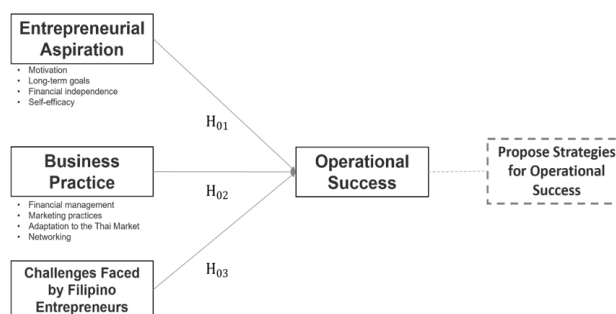 Entrepreneurial
Aspiration
• Motivation
• Long-term goals
• Financial independence
• Self-efficacy
H01
Business
Practice
• Financial management
• Marketing practices
• Adaptation to the Thai Market
• Networking
H02
Challenges Faced
by Filipino
Entrepreneurs
H03
Operational
Success
Propose Strategies
for Operational
Success